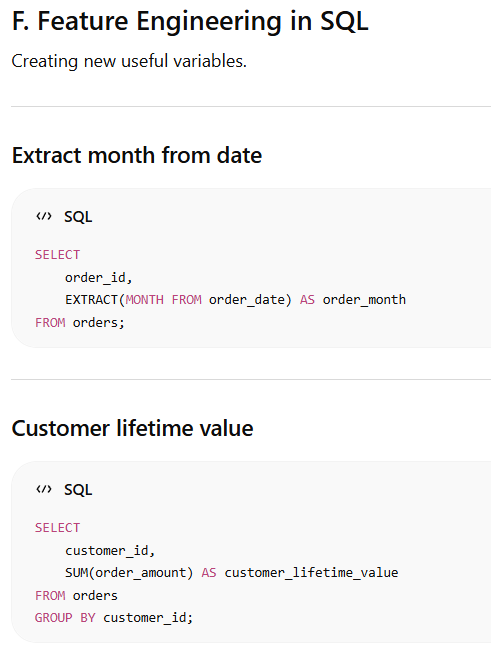 F. Feature Engineering in SQL
Creating new useful variables.
Extract month from date
</> SQL
SELECT
    order_id,
    EXTRACT(MONTH FROM order_date) AS order_month
FROM orders;
Customer lifetime value
</> SQL
SELECT
    customer_id,
    SUM(order_amount) AS customer_lifetime_value
FROM orders
GROUP BY customer_id;